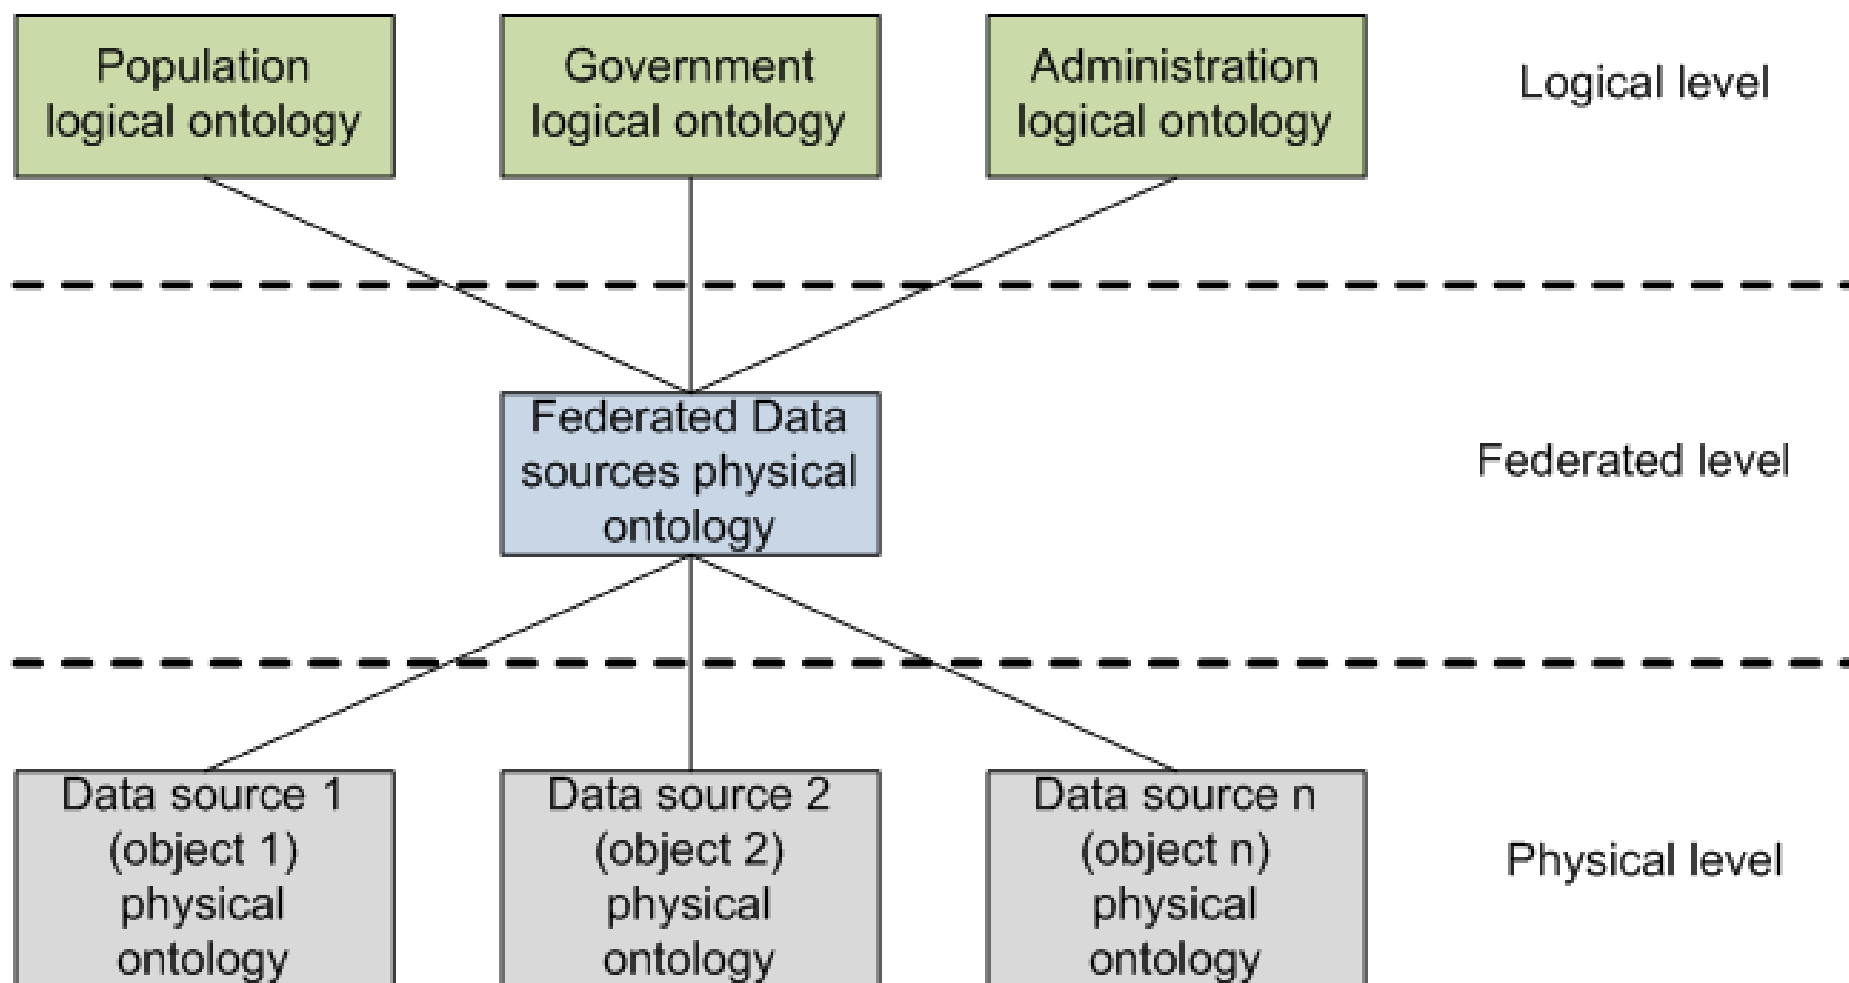 Population
logical ontology
Government
logical ontology
Administration
logical ontology
Logical level
Federated Data
sources physical
ontology
Federated level
Data source 1
(object 1)
physical
ontology
Data source 2
(object 2)
physical
ontology
Data source n
(object n)
physical
ontology
Physical level